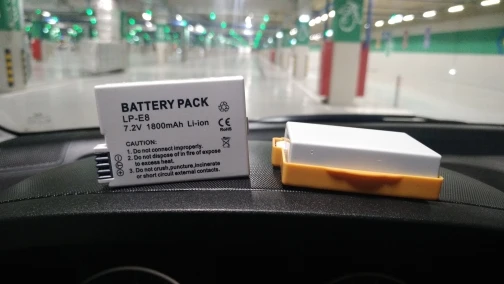 BATTERY PACK
LP-E8
7.2V 1800mAh Li-ion
CE
CAUTION:
1. Do not connect improperly.
2. Do not dispose of in fire of expose
to excess heat.
3. Do not crush,puncture,incinerate
or short circuit external contacts.